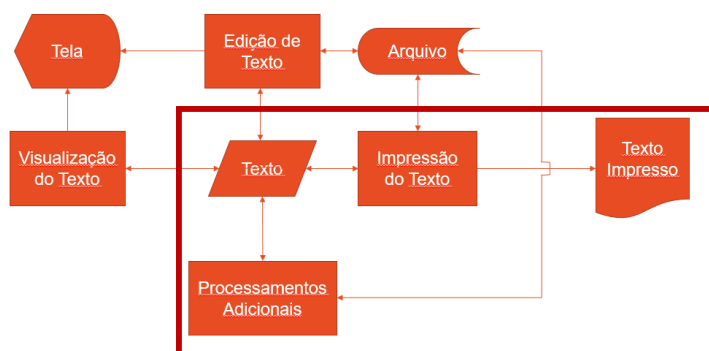 Tela
Edição de
Texto
Arquivo
Visualização
do Texto
Texto
Impressão
do Texto
Texto
Impresso
Processamentos
Adicionais